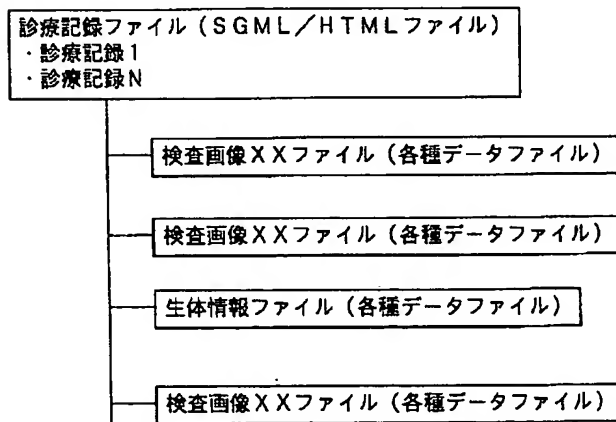 診療記録ファイル（ＳＧＭＬ／ＨＴＭＬファイル）
・診療記録１
・診療記録Ｎ
検査画像ＸＸファイル（各種データファイル）
検査画像ＸＸファイル（各種データファイル）
生体情報ファイル（各種データファイル）
検査画像ＸＸファイル（各種データファイル）